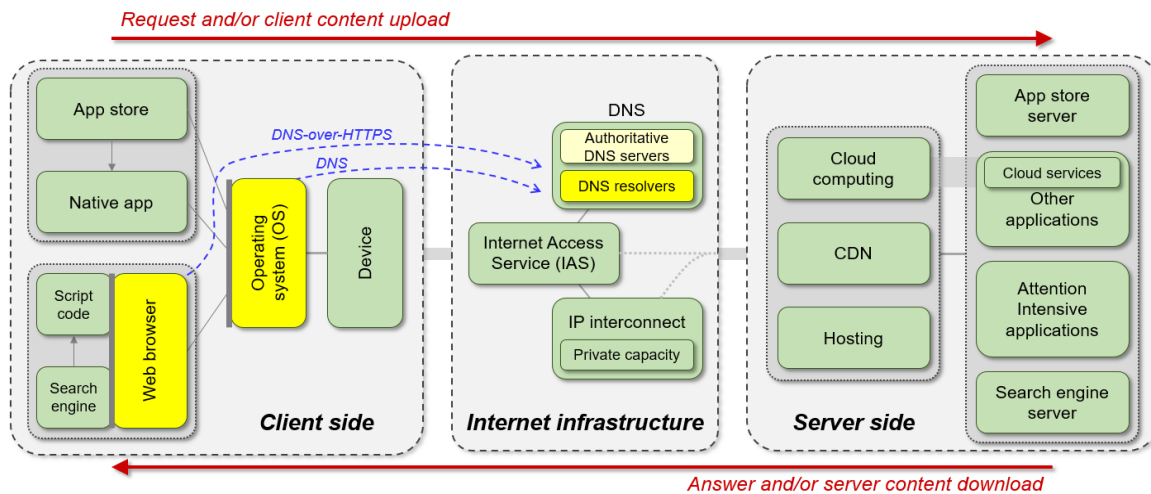 Request and/or client content upload
App store
Native app
Script
code
Search
engine
Web browser
Operating
system (OS)
Device
Client side
DNS-over-HTTPS
DNS
DNS
Authoritative
DNS servers
DNS resolvers
Internet Access
Service (IAS)
IP interconnect
Private capacity
Internet infrastructure
Cloud
computing
CDN
Hosting
Server side
App store
server
Cloud services
Other
applications
Attention
Intensive
applications
Search engine
server
Answer and/or server content download